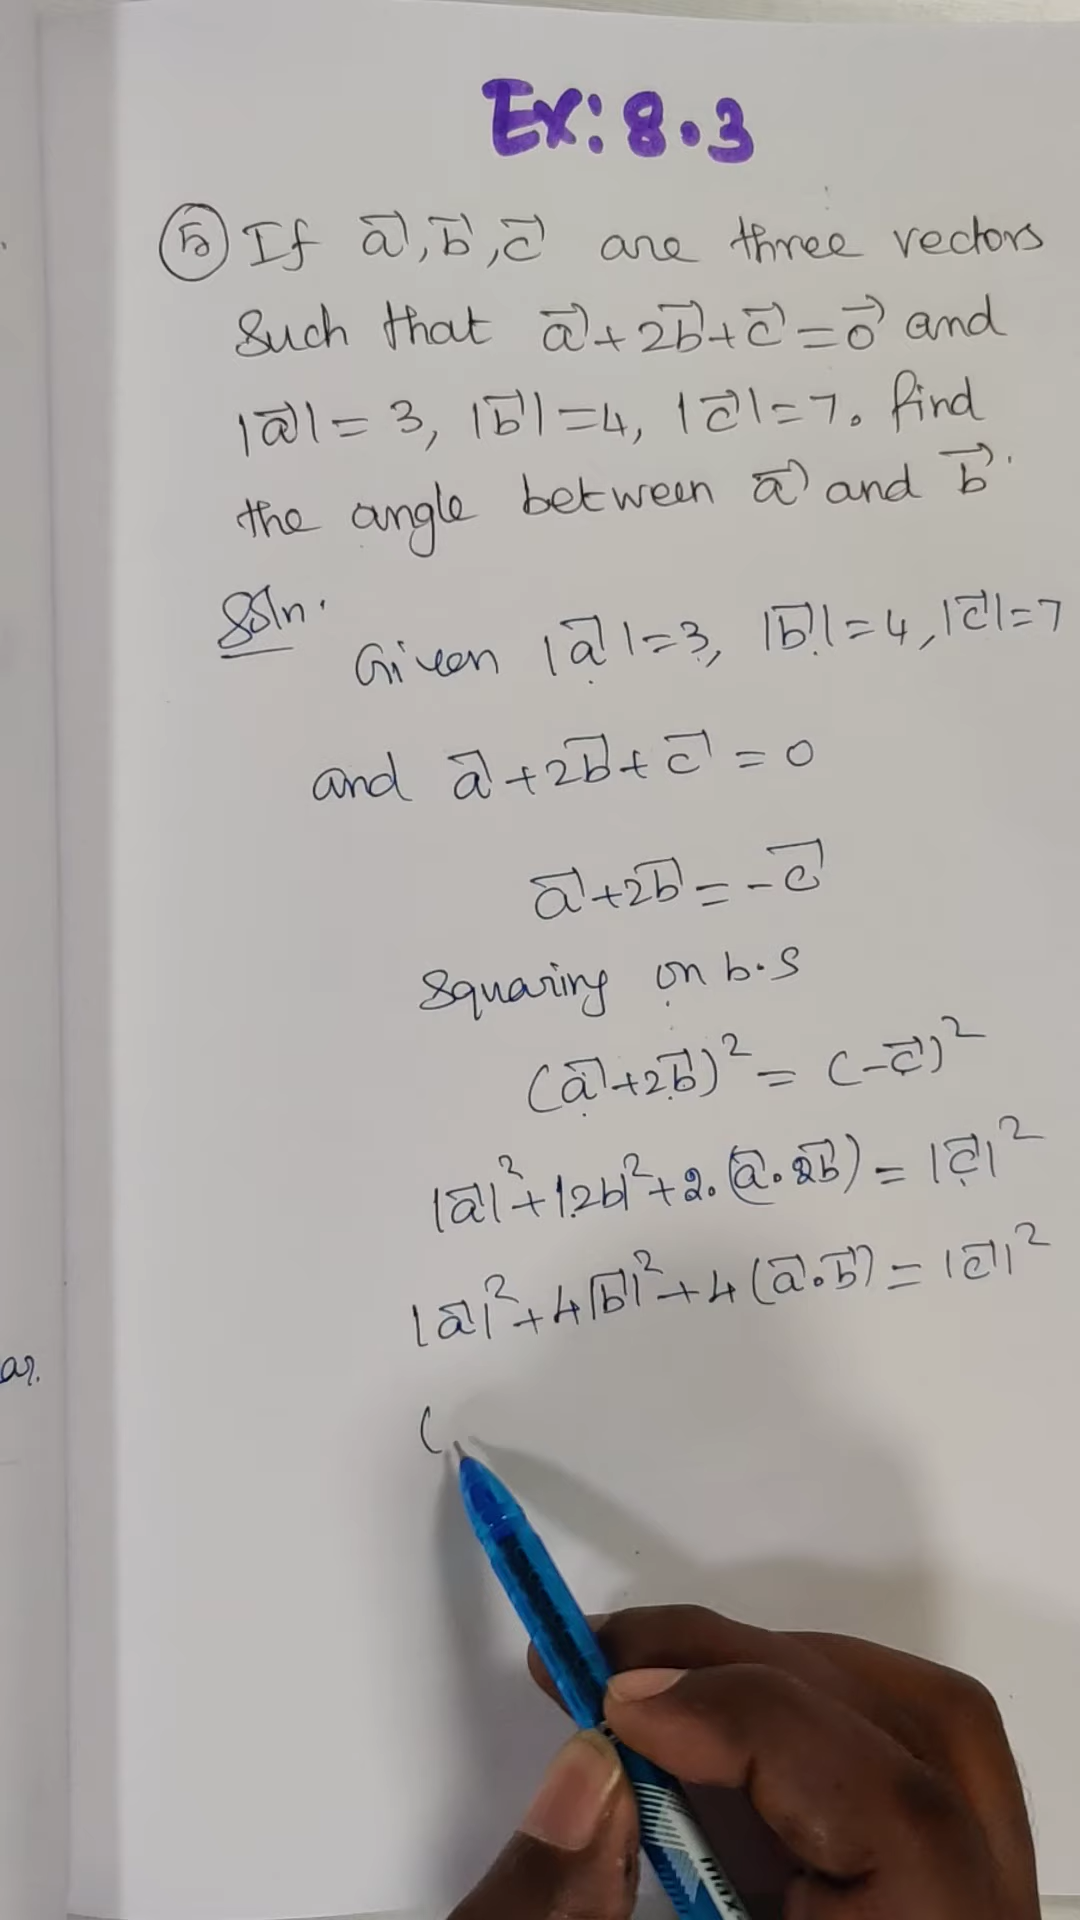 Ex: 8.3
⑤ If a⃗, b⃗, c⃗ are three vectors
Such that a⃗+2b⃗+c⃗=0⃗ and
|a⃗|=3, |b⃗|=4, |c⃗|=7. find
the angle between a⃗ and b⃗.
Soln.
Given |a⃗|=3, |b⃗|=4, |c⃗|=7
and a⃗+2b⃗+c⃗=0
a⃗+2b⃗=-c⃗
Squaring on b.s
(a⃗+2b⃗)²=(-c⃗)²
|a⃗|²+|2b|²+2.(a⃗.2b⃗)=|c⃗|²
|a⃗|²+4|b⃗|²+4(a⃗.b⃗)=|c⃗|²
(
max